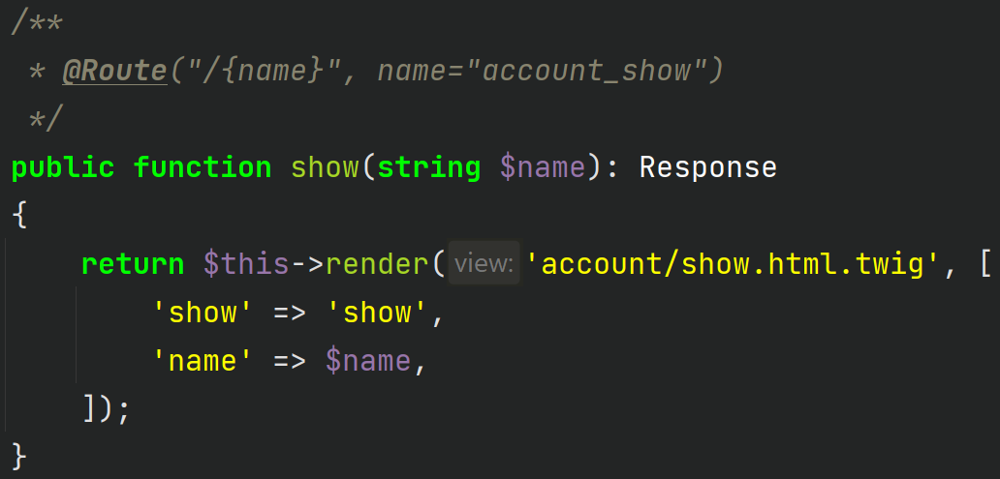 /**
 * @Route("/{name}", name="account_show")
 */
public function show(string $name): Response
{
    return $this->render( view: 'account/show.html.twig', [
        'show' => 'show',
        'name' => $name,
    ]);
}